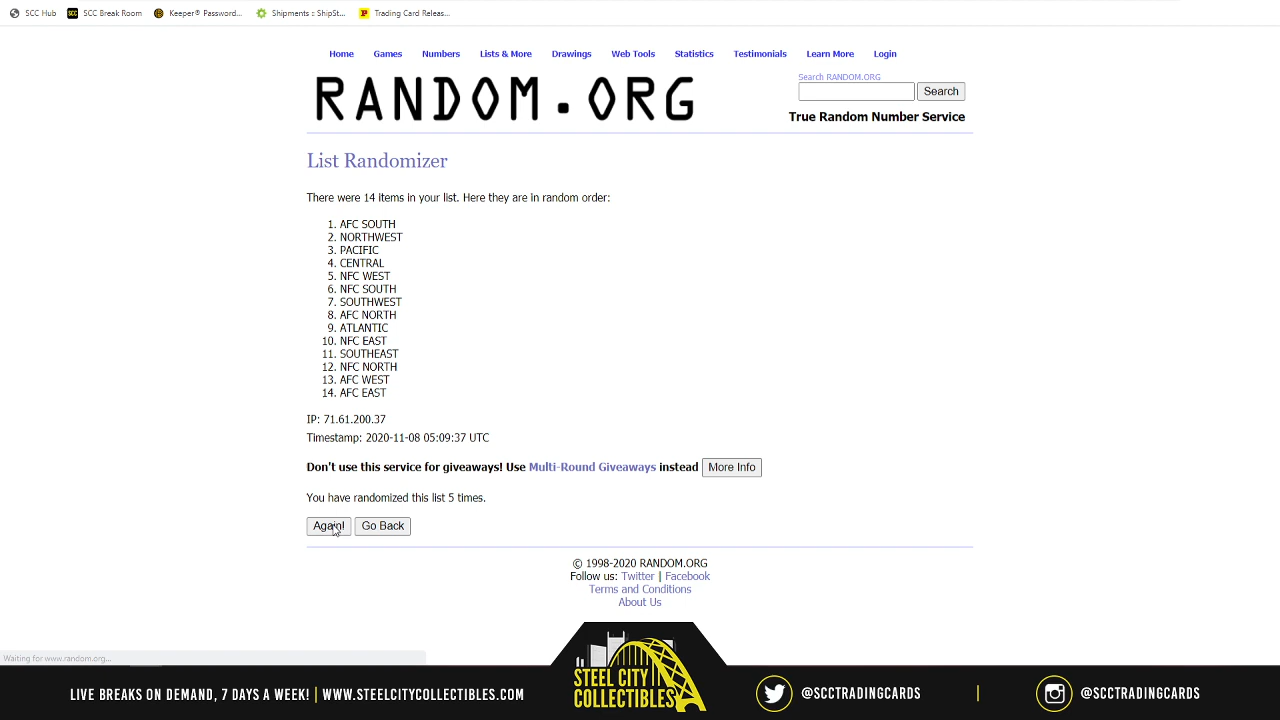 SCC Hub SCC Break Room Keeper® Password... Shipments :: ShipSt... Trading Card Releas...
Home Games Numbers Lists & More Drawings Web Tools Statistics Testimonials Learn More Login
RANDOM.ORG
Search RANDOM.ORG
Search
True Random Number Service
List Randomizer
There were 14 items in your list. Here they are in random order:
1. AFC SOUTH
2. NORTHWEST
3. PACIFIC
4. CENTRAL
5. NFC WEST
6. NFC SOUTH
7. SOUTHWEST
8. AFC NORTH
9. ATLANTIC
10. NFC EAST
11. SOUTHEAST
12. NFC NORTH
13. AFC WEST
14. AFC EAST
IP: 71.61.200.37
Timestamp: 2020-11-08 05:09:37 UTC
Don't use this service for giveaways! Use Multi-Round Giveaways instead More Info
You have randomized this list 5 times.
Again! Go Back
© 1998-2020 RANDOM.ORG
Follow us: Twitter | Facebook
Terms and Conditions
About Us
Waiting for www.random.org...
LIVE BREAKS ON DEMAND, 7 DAYS A WEEK! | WWW.STEELCITYCOLLECTIBLES.COM
STEEL CITY
COLLECTIBLES
@SCCTRADINGCARDS | @SCCTRADINGCARDS